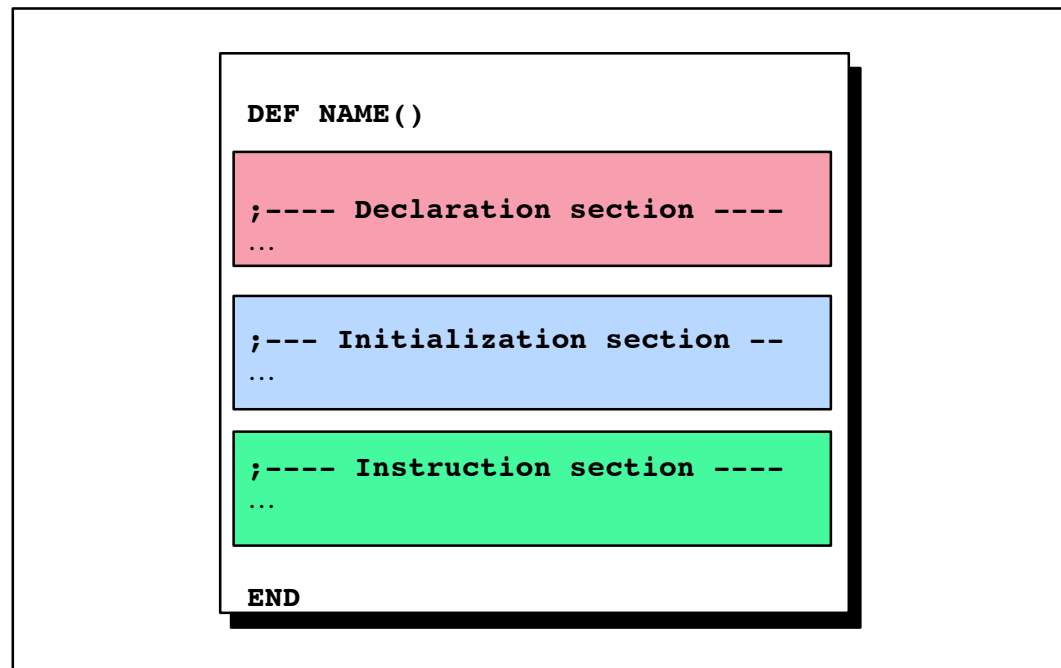 DEF NAME()
;---- Declaration section ----
...
;--- Initialization section --
...
;---- Instruction section ----
...
END